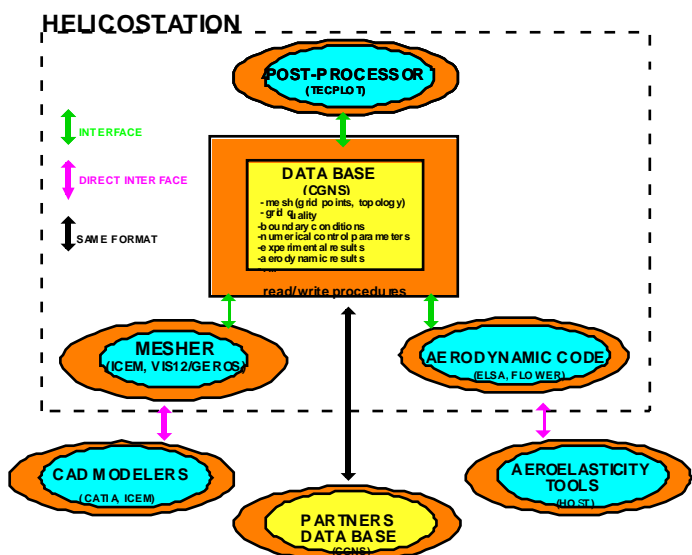 HELICOSTATION
POST-PROCESSOR
(TECPLOT)
INTERFACE
DIRECT INTERFACE
SAME FORMAT
DATA BASE
(CGNS)
- mesh (grid points, topology)
- grid quality
-boundary conditions
-numerical control parameters
-experimental results
-aerodynamic results
read/write procedures
MESHER
(ICEM, VIS12/GEROS)
AERODYNAMIC CODE
(ELSA, FLOWER)
CAD MODELERS
(CATIA, ICEM)
AEROELASTICITY
TOOLS
(HOST)
PARTNERS
DATA BASE
(CGNS)